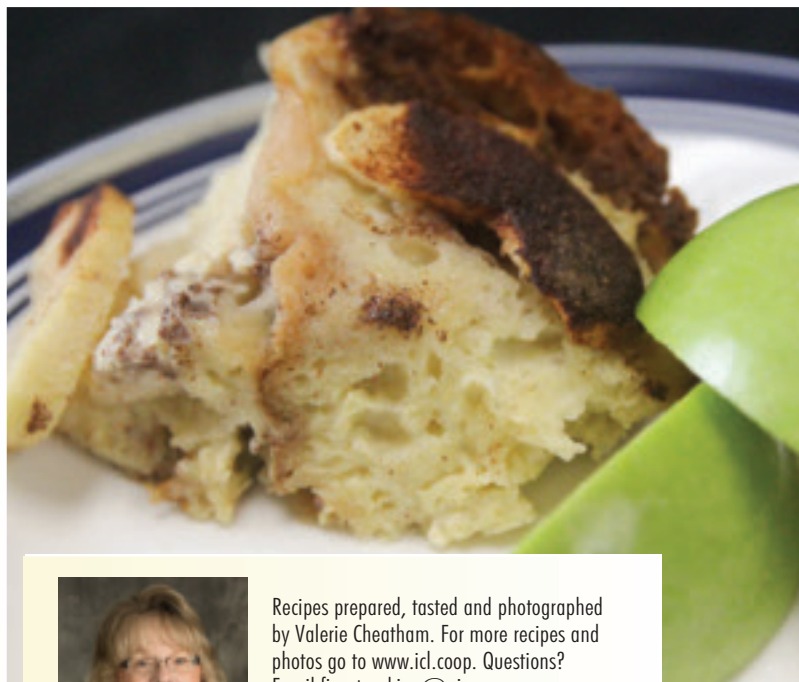 Recipes prepared, tasted and photographed
by Valerie Cheatham. For more recipes and
photos go to www.icl.coop. Questions?